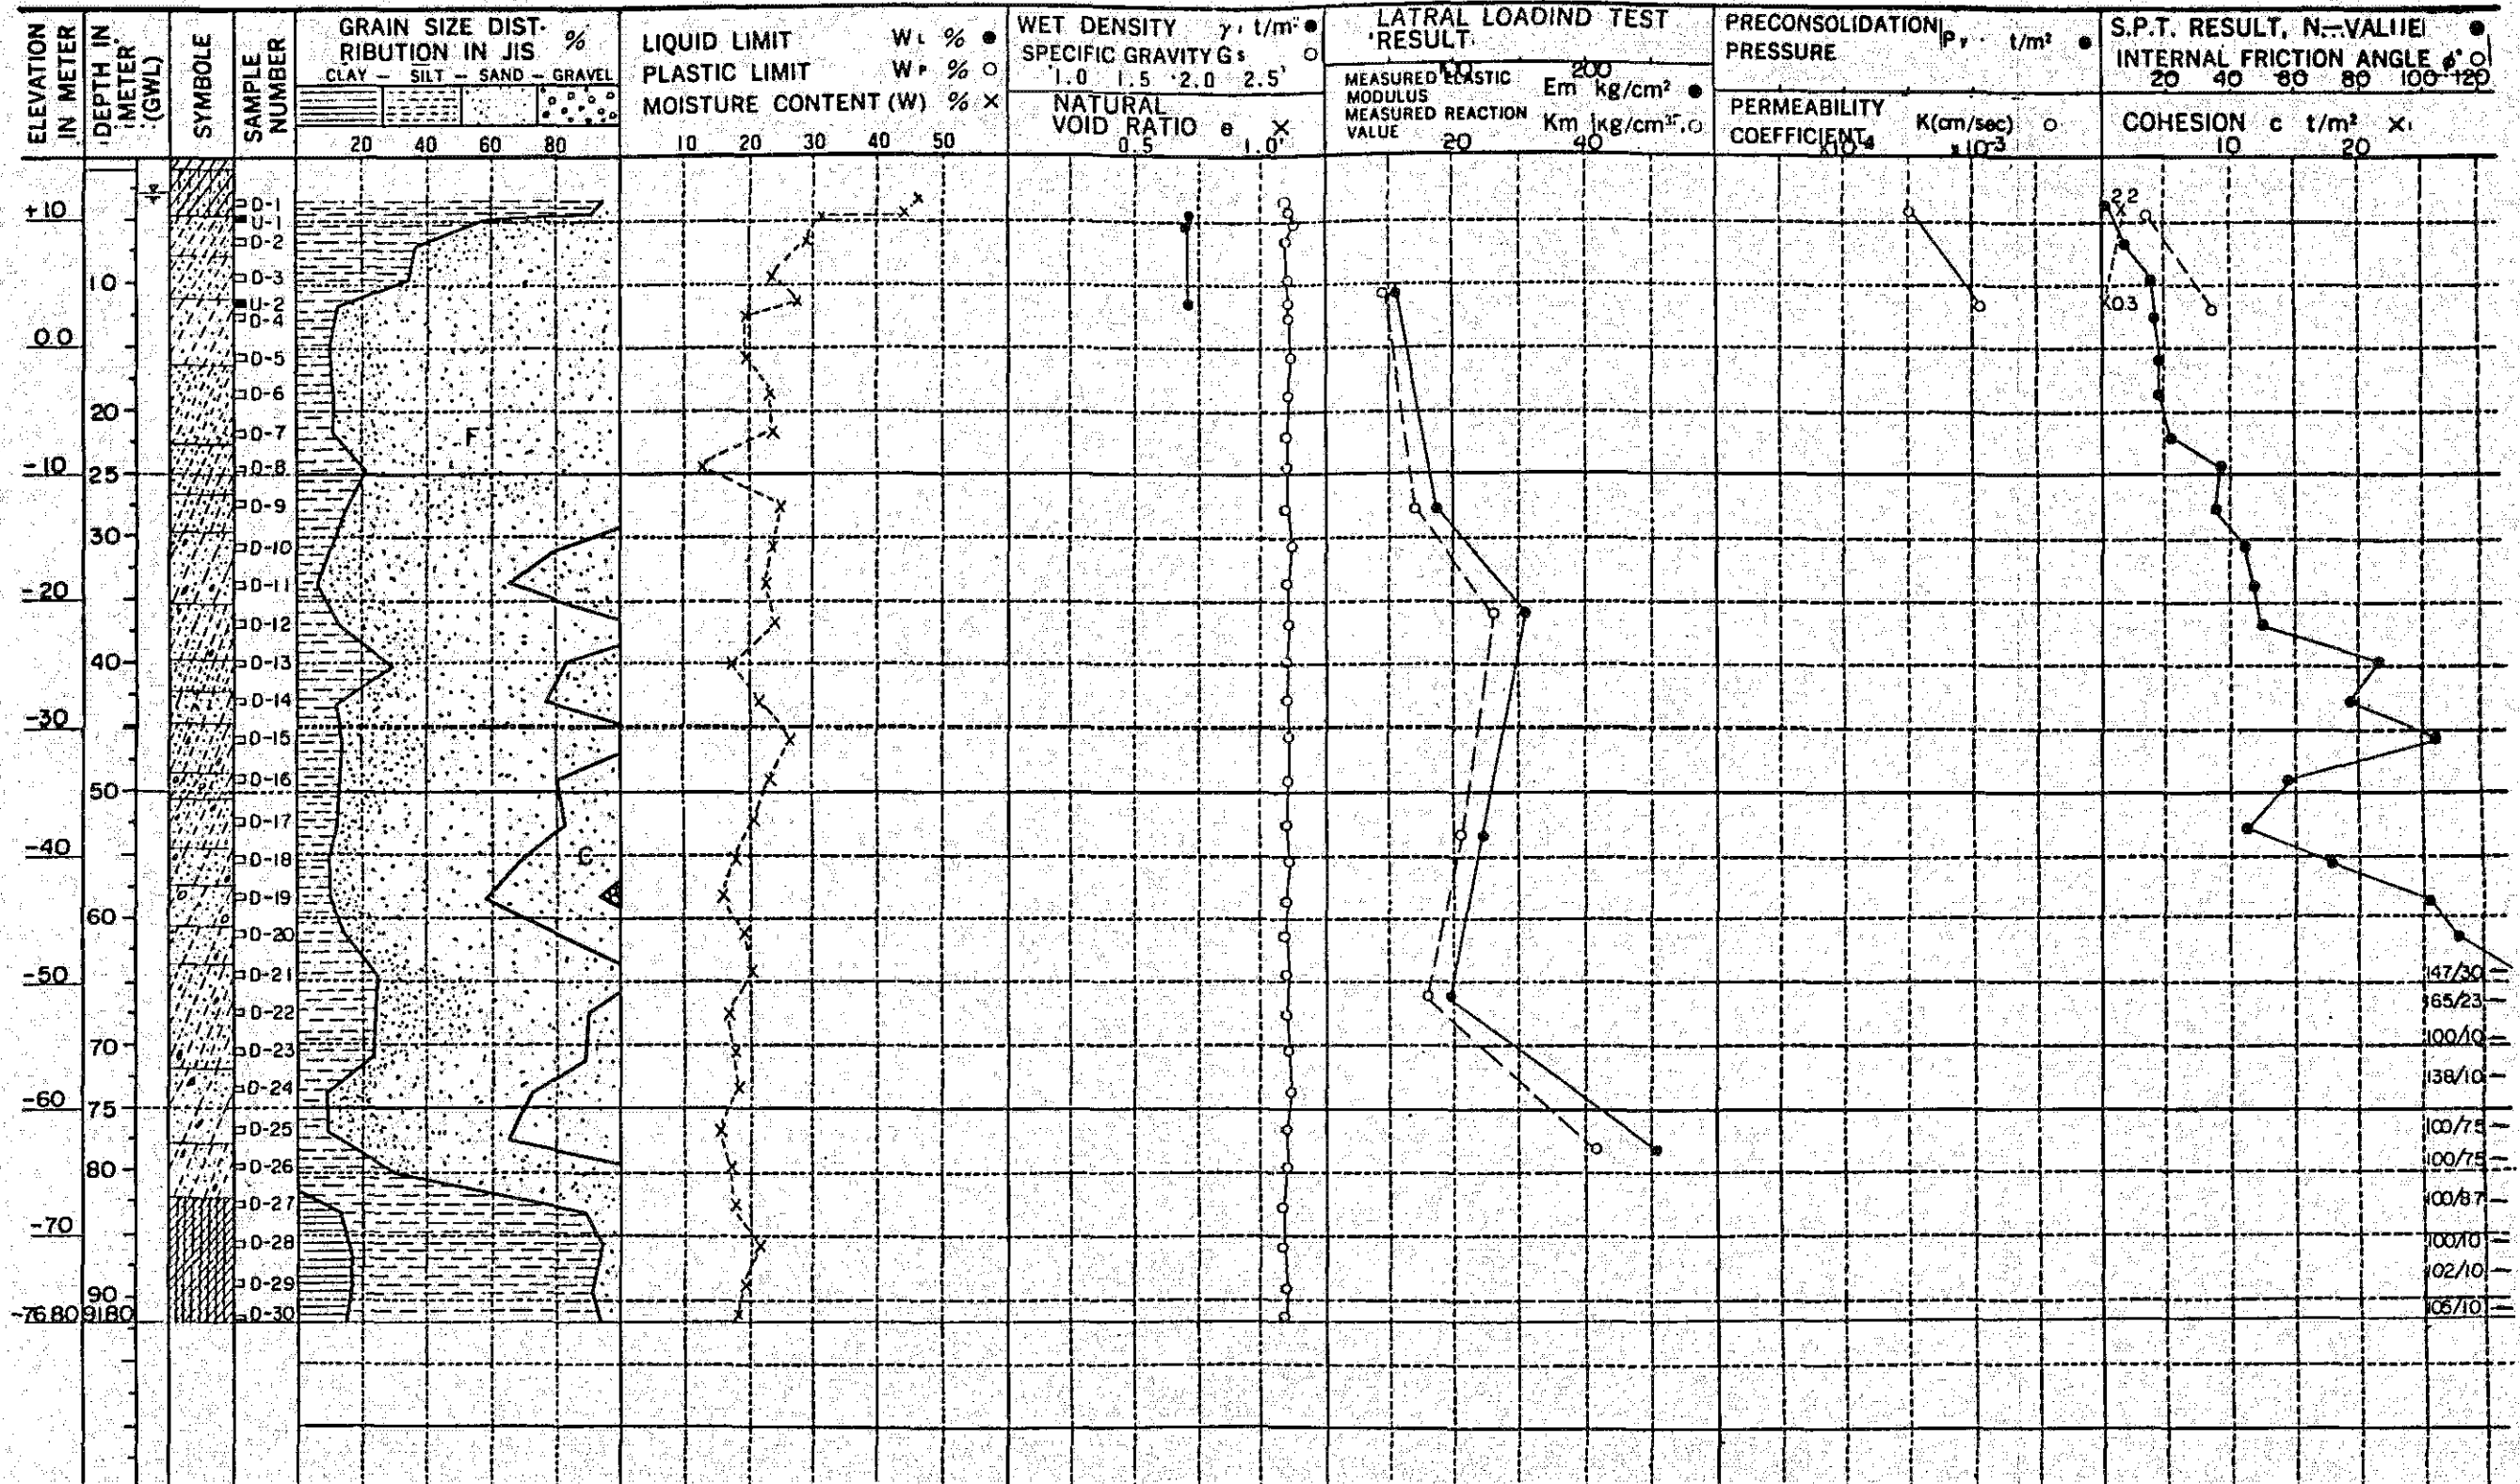 ELEVATION
IN METER
DEPTH IN
METER
(GWL)
SYMBOLE
SAMPLE
NUMBER
GRAIN SIZE DIST-
RIBUTION IN JIS %
CLAY — SILT — SAND — GRAVEL
20 40 60 80
LIQUID LIMIT WL % ●
PLASTIC LIMIT WP % ○
MOISTURE CONTENT (W) % ×
10 20 30 40 50
WET DENSITY γt t/m³ ●
SPECIFIC GRAVITY Gs ○
1.0 1.5 2.0 2.5
NATURAL
VOID RATIO e ×
0.5 1.0
LATRAL LOADIND TEST
RESULT
100 200
MEASURED ELASTIC
MODULUS Em kg/cm² ●
MEASURED REACTION
VALUE Km kg/cm³ ○
20 40
PRECONSOLIDATION
PRESSURE Py t/m² ●
PERMEABILITY
COEFFICIENT K(cm/sec) ○
×10⁻⁴ ×10⁻³
S.P.T. RESULT, N—VALUE ●
INTERNAL FRICTION ANGLE φ° ○
20 40 60 80 100 120
COHESION c t/m² ×
10 20
+10
0.0
-10
-20
-30
-40
-50
-60
-70
-76.80
10
20
25
30
40
50
60
70
75
80
90
91.80
D-1
U-1
D-2
D-3
U-2
D-4
D-5
D-6
D-7
D-8
D-9
D-10
D-11
D-12
D-13
D-14
D-15
D-16
D-17
D-18
D-19
D-20
D-21
D-22
D-23
D-24
D-25
D-26
D-27
D-28
D-29
D-30
F
C
2.2
0.3
147/30
165/23
100/10
138/10
100/7.5
100/7.5
100/8.7
100/10
102/10
105/10